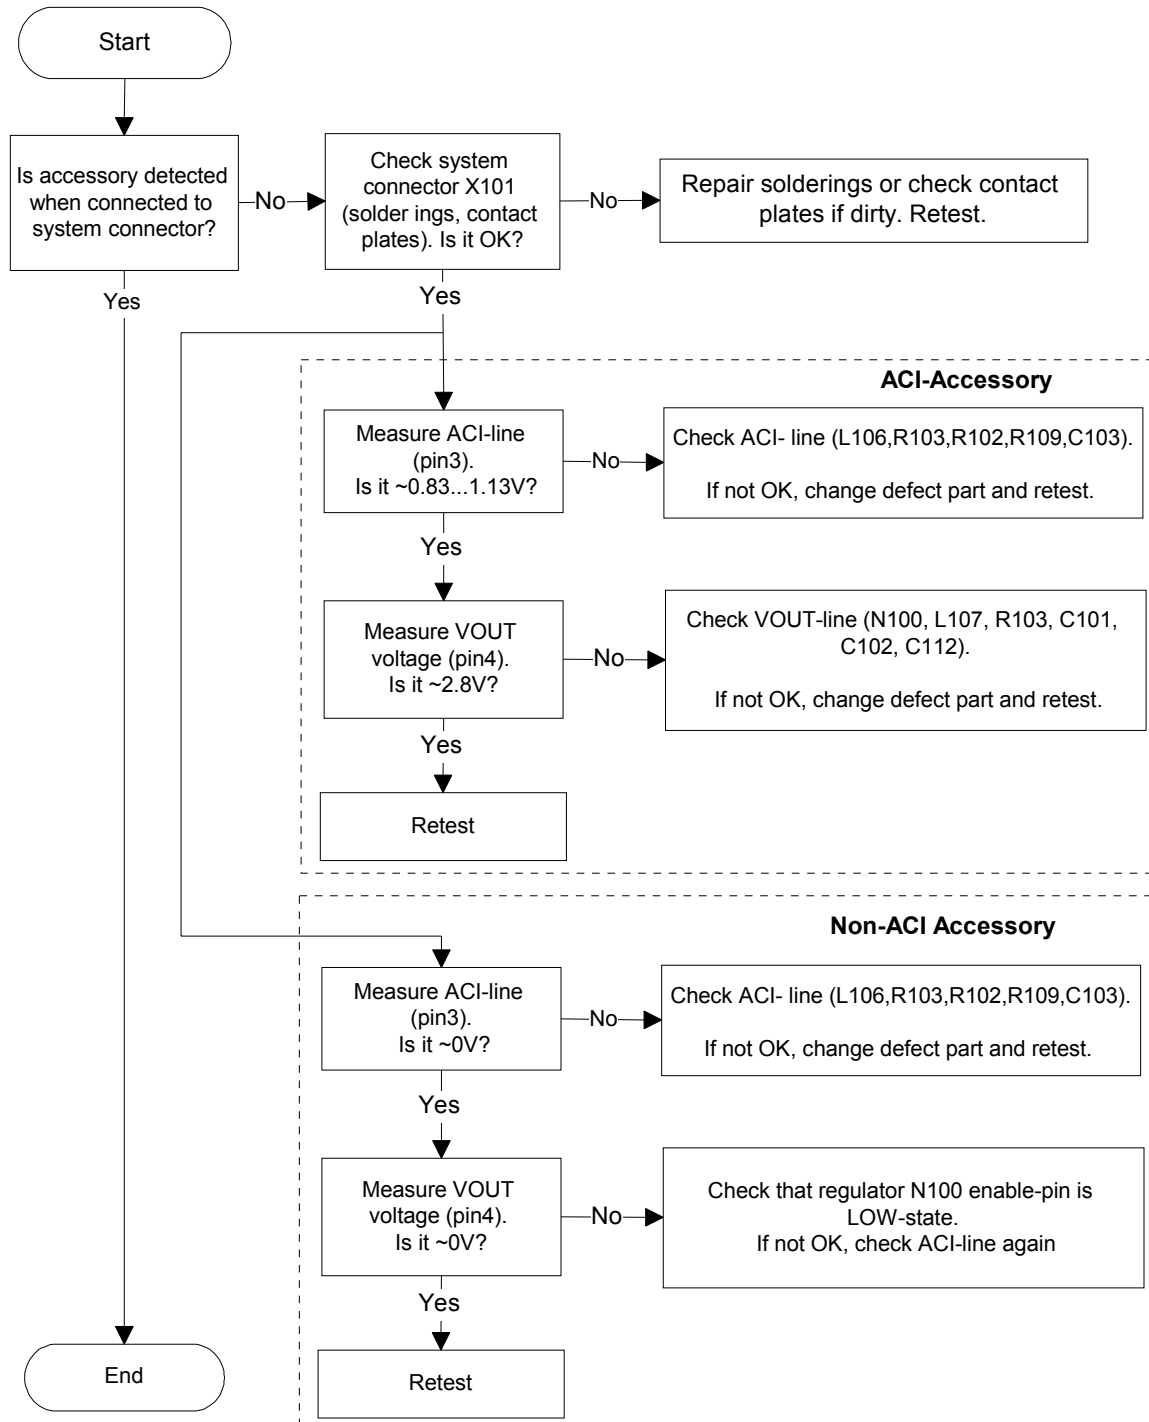 Start
Is accessory detected
when connected to
system connector?
No
Check system
connector X101
(solder ings, contact
plates). Is it OK?
No
Repair solderings or check contact
plates if dirty. Retest.
Yes
Yes
ACI-Accessory
Measure ACI-line
(pin3).
Is it ~0.83...1.13V?
No
Check ACI- line (L106,R103,R102,R109,C103).
If not OK, change defect part and retest.
Yes
Measure VOUT
voltage (pin4).
Is it ~2.8V?
No
Check VOUT-line (N100, L107, R103, C101,
C102, C112).
If not OK, change defect part and retest.
Yes
Retest
Non-ACI Accessory
Measure ACI-line
(pin3).
Is it ~0V?
No
Check ACI- line (L106,R103,R102,R109,C103).
If not OK, change defect part and retest.
Yes
Measure VOUT
voltage (pin4).
Is it ~0V?
No
Check that regulator N100 enable-pin is
LOW-state.
If not OK, check ACI-line again
Yes
Retest
End